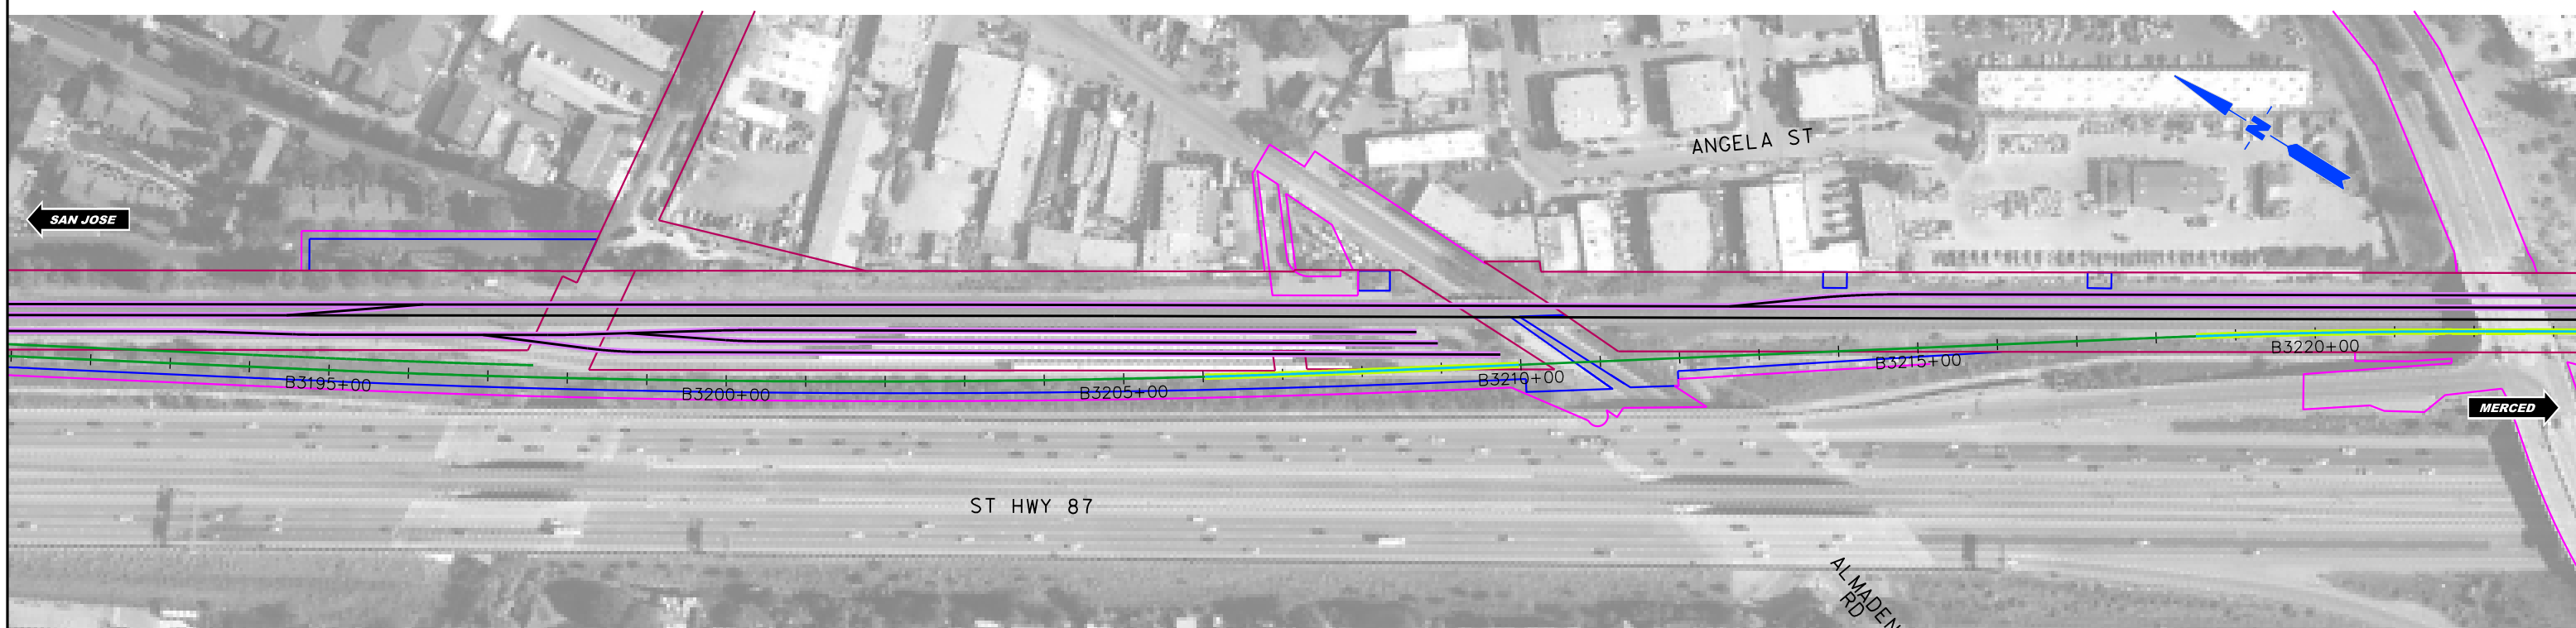 ANGELA ST
N
SAN JOSE
B3195+00
B3200+00
B3205+00
B3210+00
B3215+00
B3220+00
MERCED
ST HWY 87
ALMADEN
RD